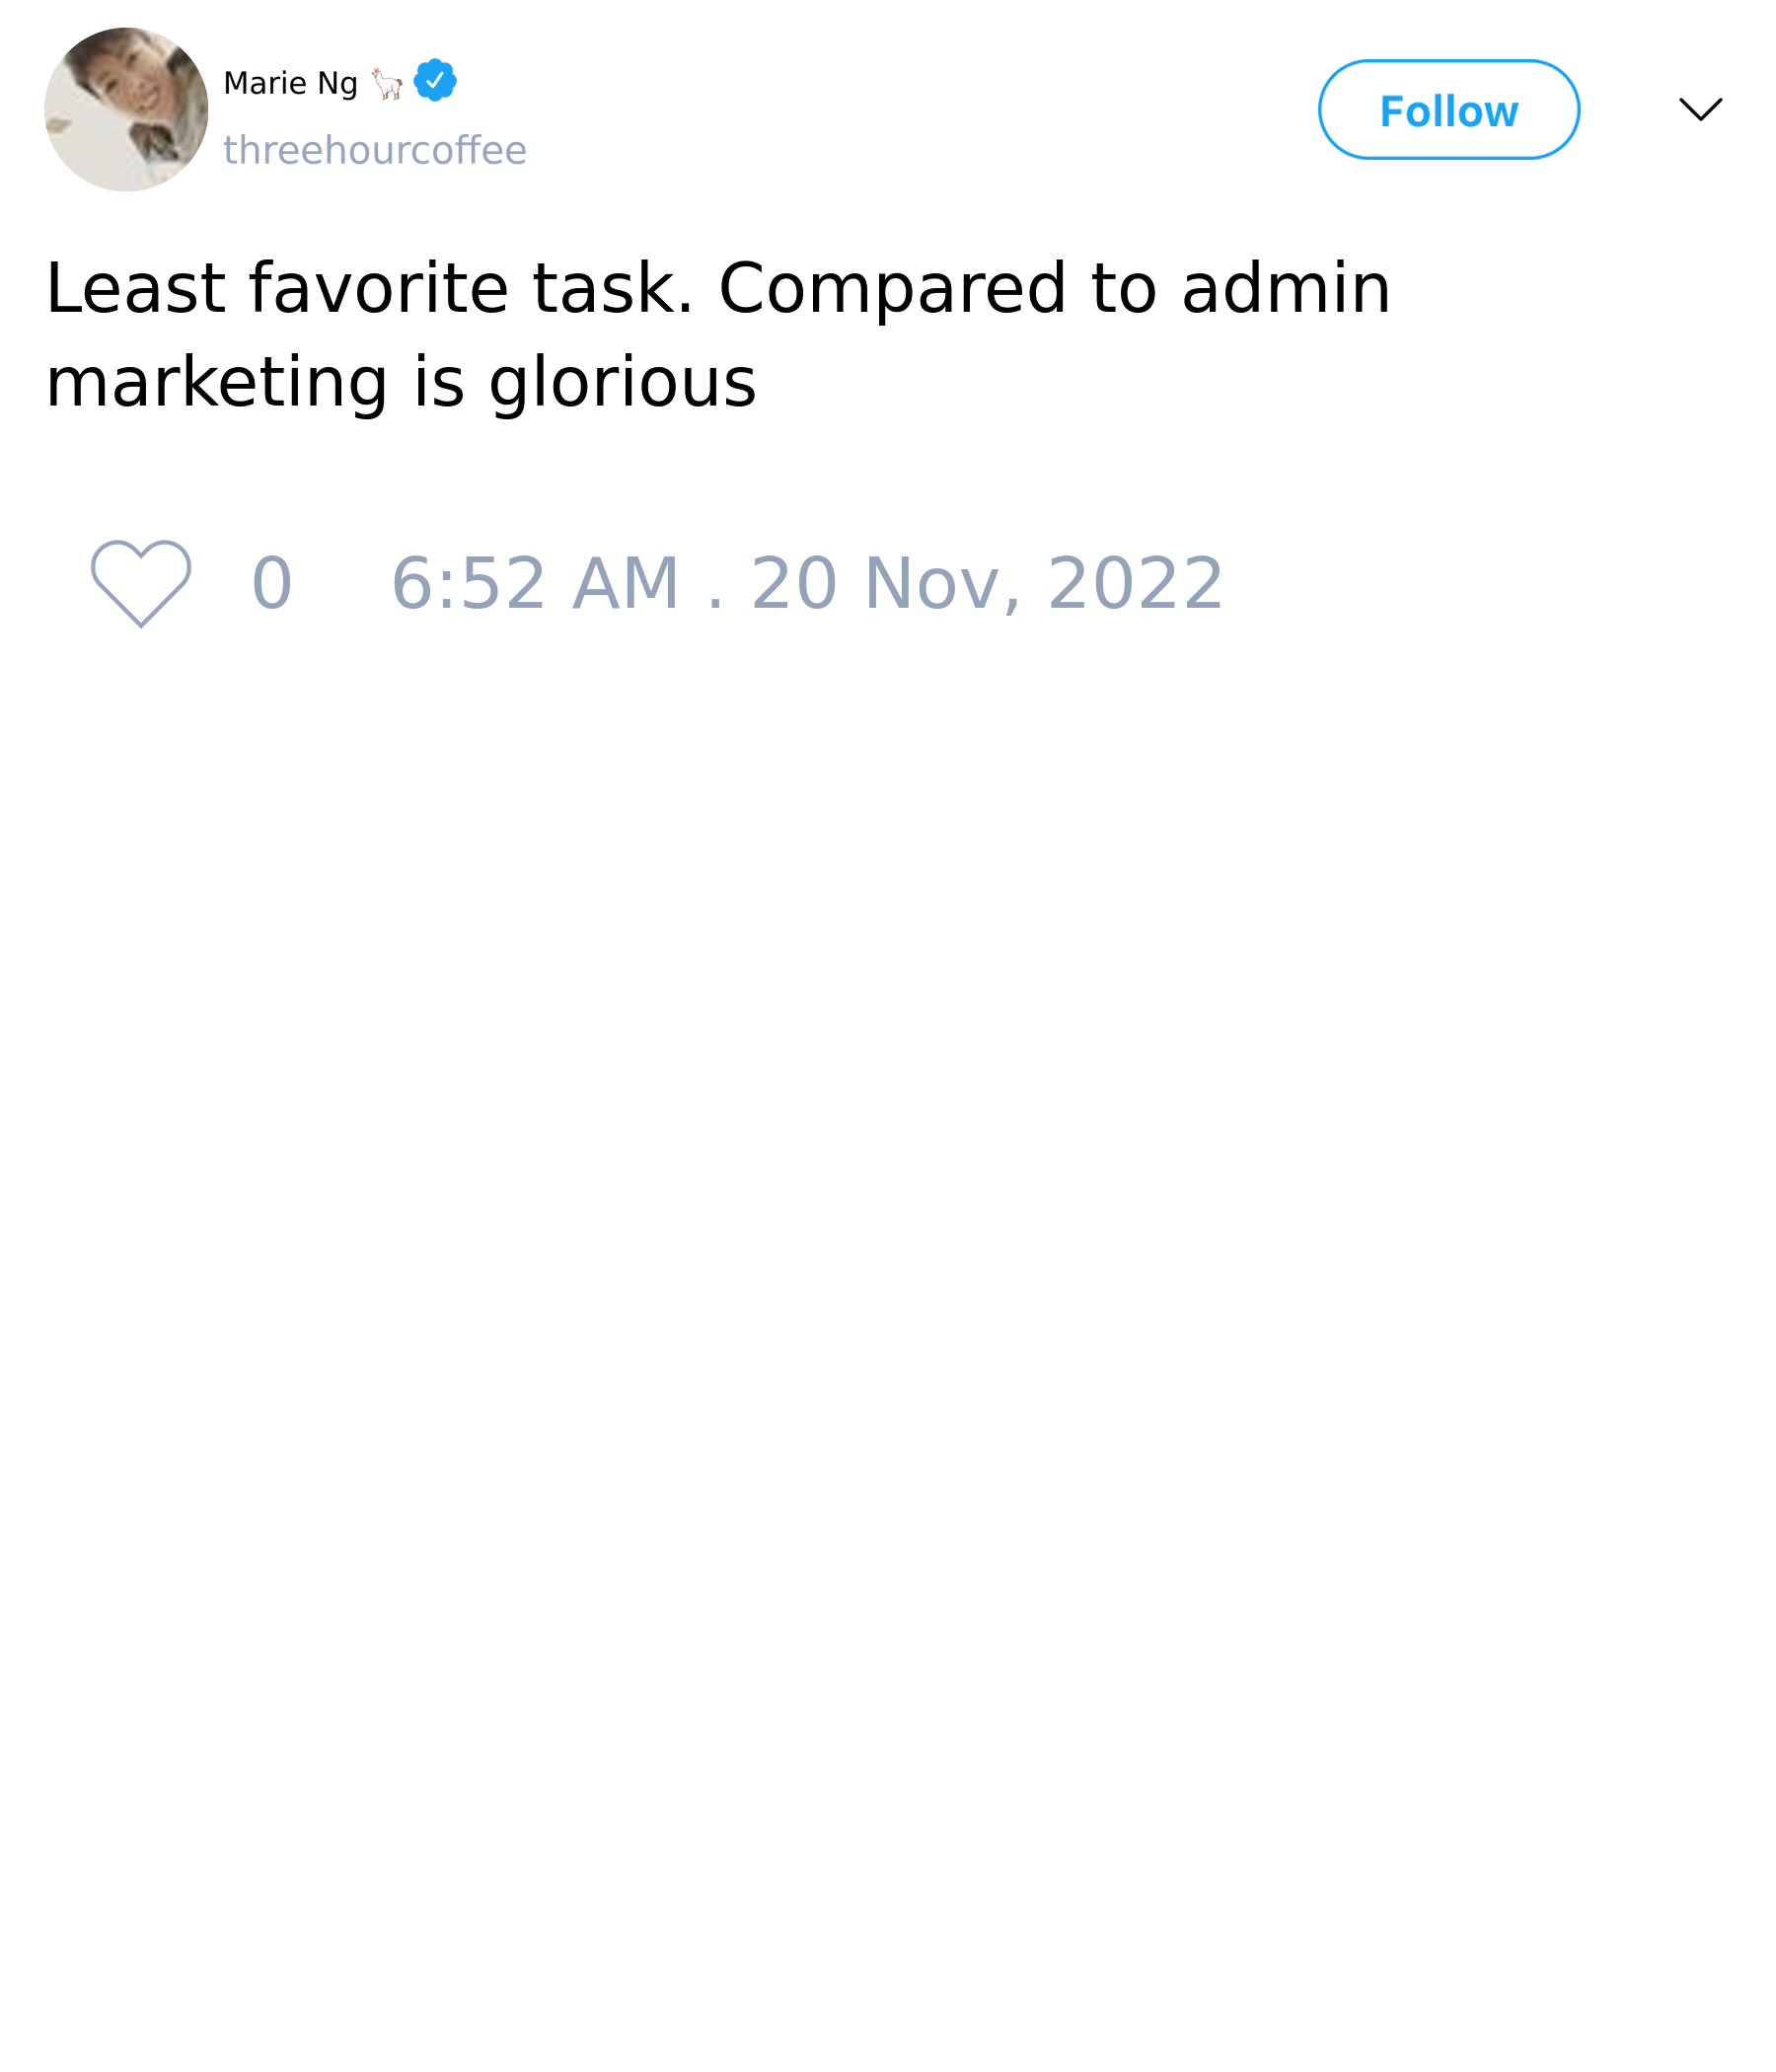 Marie Ng 🦙
threehourcoffee
Follow
Least favorite task. Compared to admin
marketing is glorious
0 6:52 AM . 20 Nov, 2022